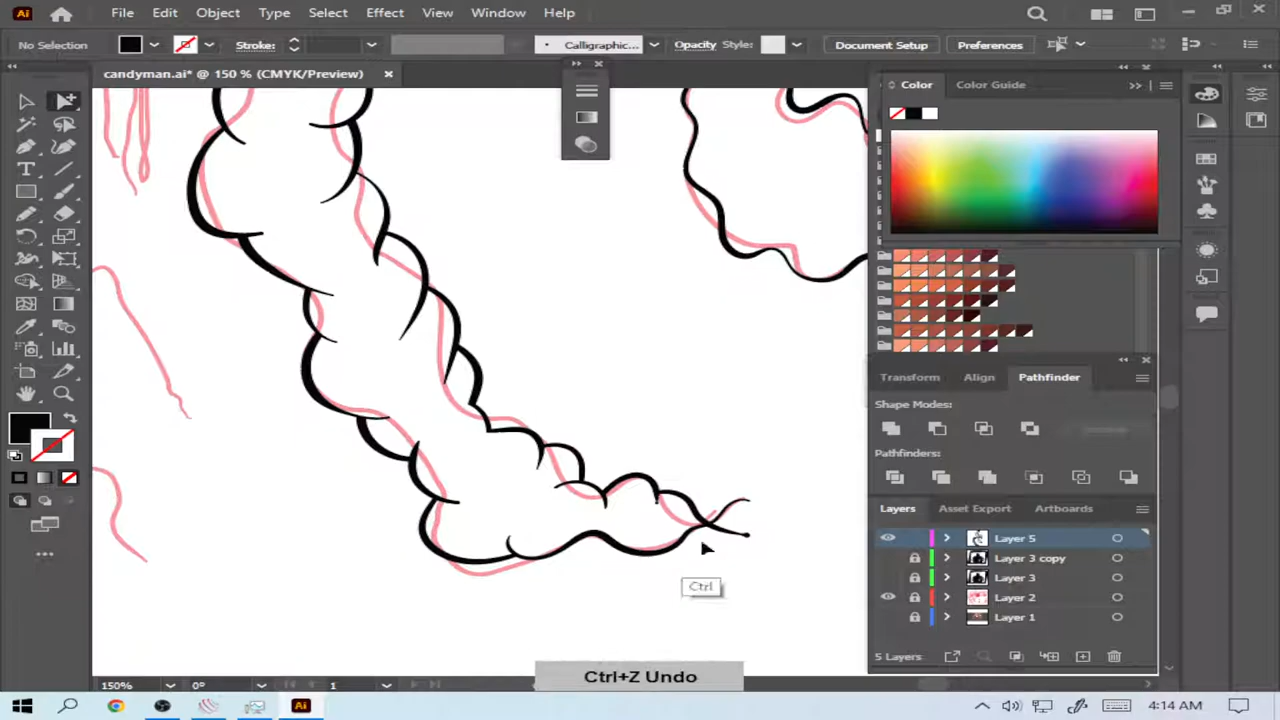 Ai File Edit Object Type Select Effect View Window Help
No Selection Stroke: Calligraphic... Opacity Style: Document Setup Preferences
candyman.ai* @ 150 % (CMYK/Preview)
Color Color Guide
Transform Align Pathfinder
Shape Modes:
Pathfinders:
Layers Asset Export Artboards
Layer 5
Layer 3 copy
Layer 3
Layer 2
Layer 1
5 Layers
Ctrl
Ctrl+Z Undo
150% 0° 1
Ai 4:14 AM